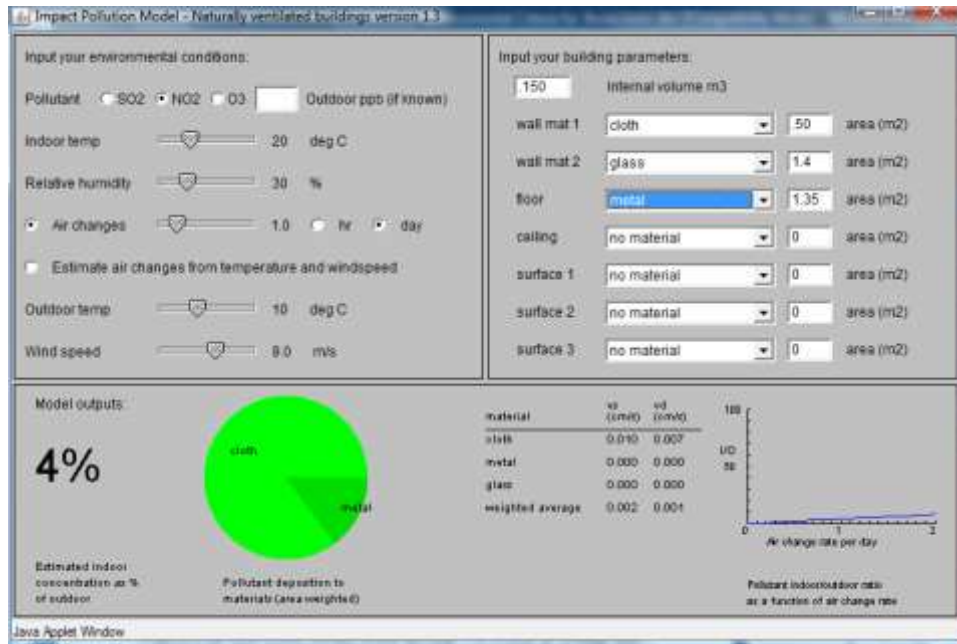 Impact Pollution Model - Naturally ventilated buildings version 1.3
Input your environmental conditions:
Pollutant SO2 NO2 O3 Outdoor ppb (if known)
Indoor temp 20 deg C
Relative humidity 30 %
Air changes 1.0 hr day
Estimate air changes from temperature and windspeed
Outdoor temp 10 deg C
Wind speed 9.0 m/s
Input your building parameters:
150 Internal volume m3
wall mat 1 cloth 50 area (m2)
wall mat 2 glass 1.4 area (m2)
floor metal 1.35 area (m2)
ceiling no material 0 area (m2)
surface 1 no material 0 area (m2)
surface 2 no material 0 area (m2)
surface 3 no material 0 area (m2)
Model outputs:
4%
Estimated indoor
concentration as %
of outdoor
cloth
metal
Pollutant deposition to
materials (area weighted)
material (cm/s) vd (cm/s)
cloth 0.010 0.007
metal 0.000 0.000
glass 0.000 0.000
weighted average 0.002 0.001
100
I/O
50
0 1 2
Air change rate per day
Pollutant indoor/outdoor ratio
as a function of air change rate
Java Applet Window